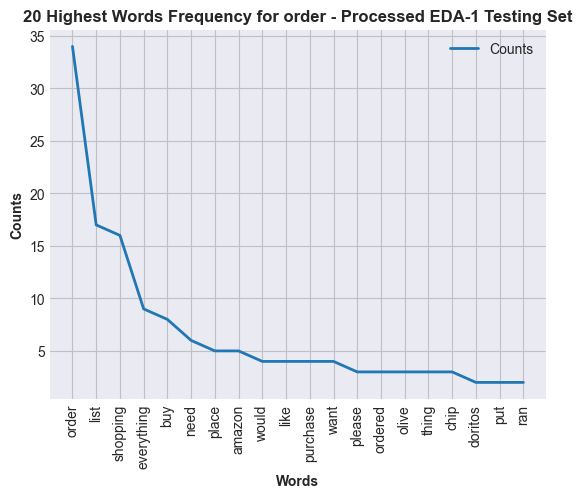 20 Highest Words Frequency for order - Processed EDA-1 Testing Set
Counts
35
30
25
20
15
10
5
Counts
order
list
shopping
everything
buy
need
place
amazon
would
like
purchase
want
please
ordered
olive
thing
chip
doritos
put
ran
Words